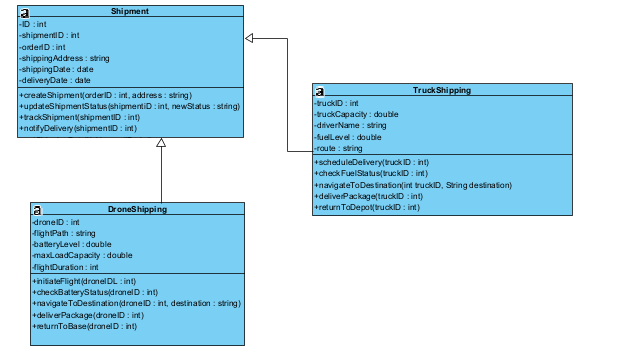 a
Shipment
-ID : int
-shipmentID : int
-orderID : int
-shippingAddress : string
-shippingDate : date
-deliveryDate : date
+createShipment(orderID : int, address : string)
+updateShipmentStatus(shipmentiD : int, newStatus : string)
+trackShipment(shipmentID : int)
+notifyDelivery(shipmentID : int)
a
TruckShipping
-truckID : int
-truckCapacity : double
-driverName : string
-fuelLevel : double
-route : string
+scheduleDelivery(truckID : int)
+checkFuelStatus(truckID : int)
+navigateToDestination(int truckID, String destination)
+deliverPackage(truckID : int)
+returnToDepot(truckID : int)
a
DroneShipping
-droneID : int
-flightPath : string
-batteryLevel : double
-maxLoadCapacity : double
-flightDuration : int
+initiateFlight(droneIDL : int)
+checkBatteryStatus(droneID : int)
+navigateToDestination(droneID : int, destination : string)
+deliverPackage(droneID : int)
+returnToBase(droneID : int)